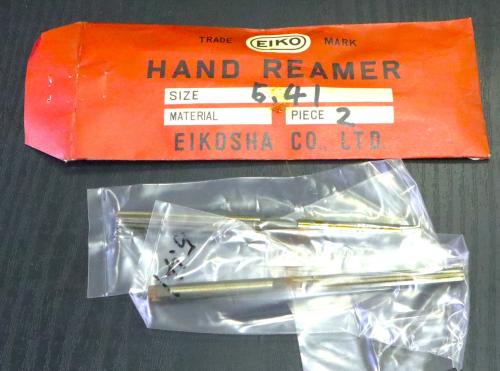 TRADE EIKO MARK
HAND REAMER
SIZE 5.41
MATERIAL PIECE 2
EIKOSHA CO., LTD.